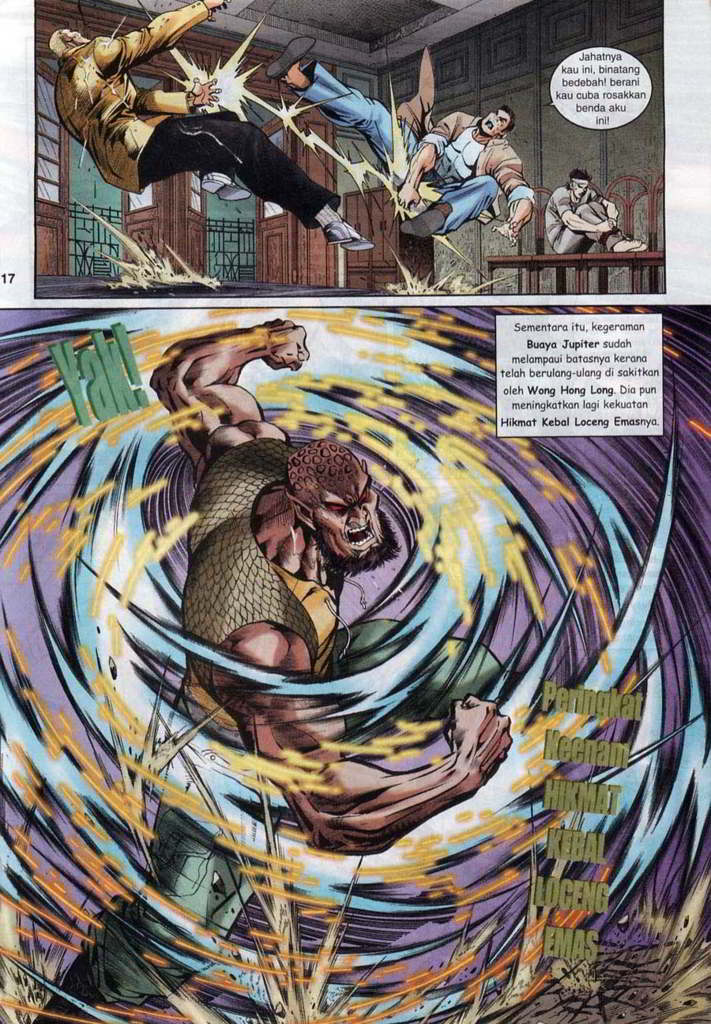 Jahatnya
kau ini, binatang
bedebah! berani
kau cuba rosakkan
benda aku
ini!
17
Sementara itu, kegeraman
Buaya Jupiter sudah
melampaui batasnya kerana
telah berulang-ulang di sakitkan
oleh Wong Hong Long. Dia pun
meningkatkan lagi kekuatan
Hikmat Kebal Loceng Emasnya.
Yak!
Peringkat
Keenam
HIKMAT
KEBAL
LOCENG
EMAS